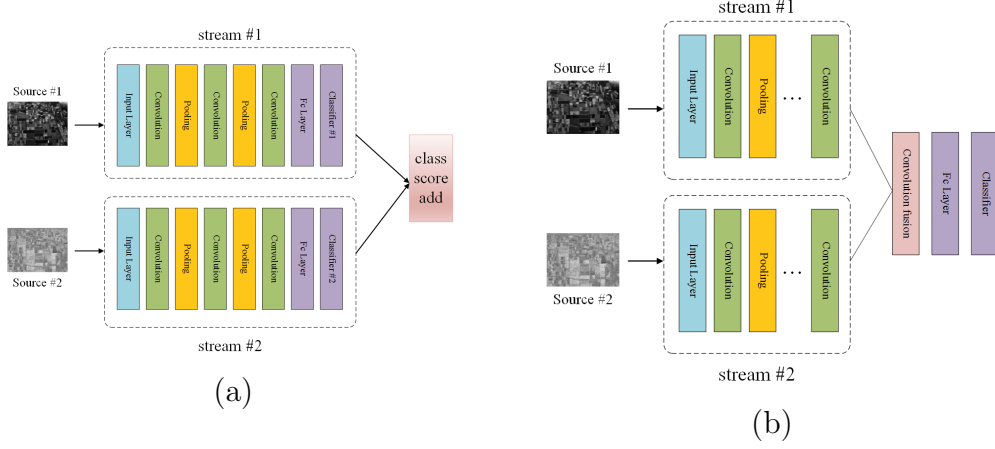 stream #1
Source #1
Input Layer
Convolution
Pooling
Convolution
Pooling
Convolution
Fc Layer
Classifier #1
class
score
add
Input Layer
Convolution
Pooling
Convolution
Pooling
Convolution
Fc Layer
Classifier #2
Source #2
stream #2
(a)
stream #1
Source #1
Input Layer
Convolution
Pooling
...
Convolution
Convolution fusion
Fc Layer
Classifier
Input Layer
Convolution
Pooling
...
Convolution
Source #2
stream #2
(b)